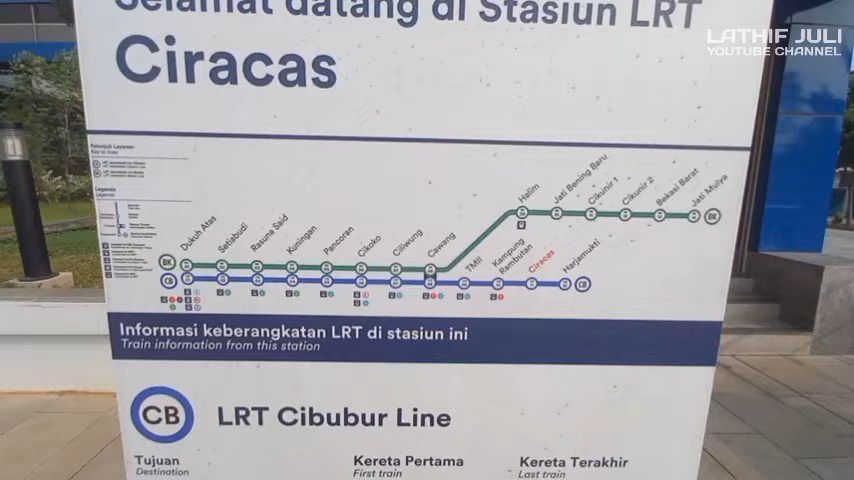 Selamat datang di Stasiun LRT
Ciracas
LATHIF JULI
YOUTUBE CHANNEL
Petunjuk Layanan
Legenda
Dukuh Atas
Setiabudi
Rasuna Said
Kuningan
Pancoran
Cikoko
Ciliwung
Cawang
Halim
Jati Bening Baru
Cikunir 1
Cikunir 2
Bekasi Barat
Jati Mulya
BK
TMII
Kampung
Rambutan
Ciracas
Harjamukti
BK
CB
CB
Informasi keberangkatan LRT di stasiun ini
Train information from this station
CB
LRT Cibubur Line
Tujuan
Destination
Kereta Pertama
First train
Kereta Terakhir
Last train